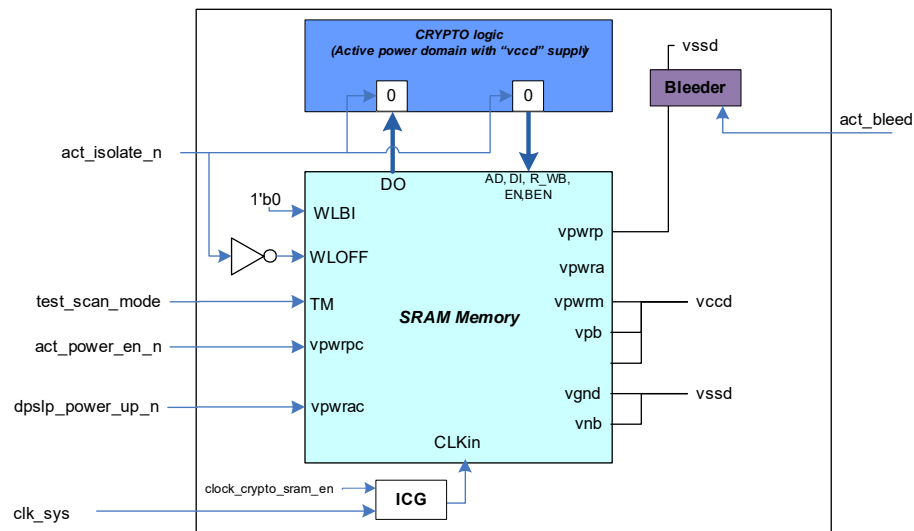 CRYPTO logic
(Active power domain with “vccd” supply)
vssd
Bleeder
0
0
act_bleed
act_isolate_n
DO
AD, DI, R_WB,
EN,BEN
1'b0
WLBI
vpwrp
WLOFF
vpwra
test_scan_mode
TM
SRAM Memory
vpwrm
vccd
vpb
act_power_en_n
vpwrpc
dpslp_power_up_n
vpwrac
vgnd
vssd
vnb
CLKin
clock_crypto_sram_en
ICG
clk_sys